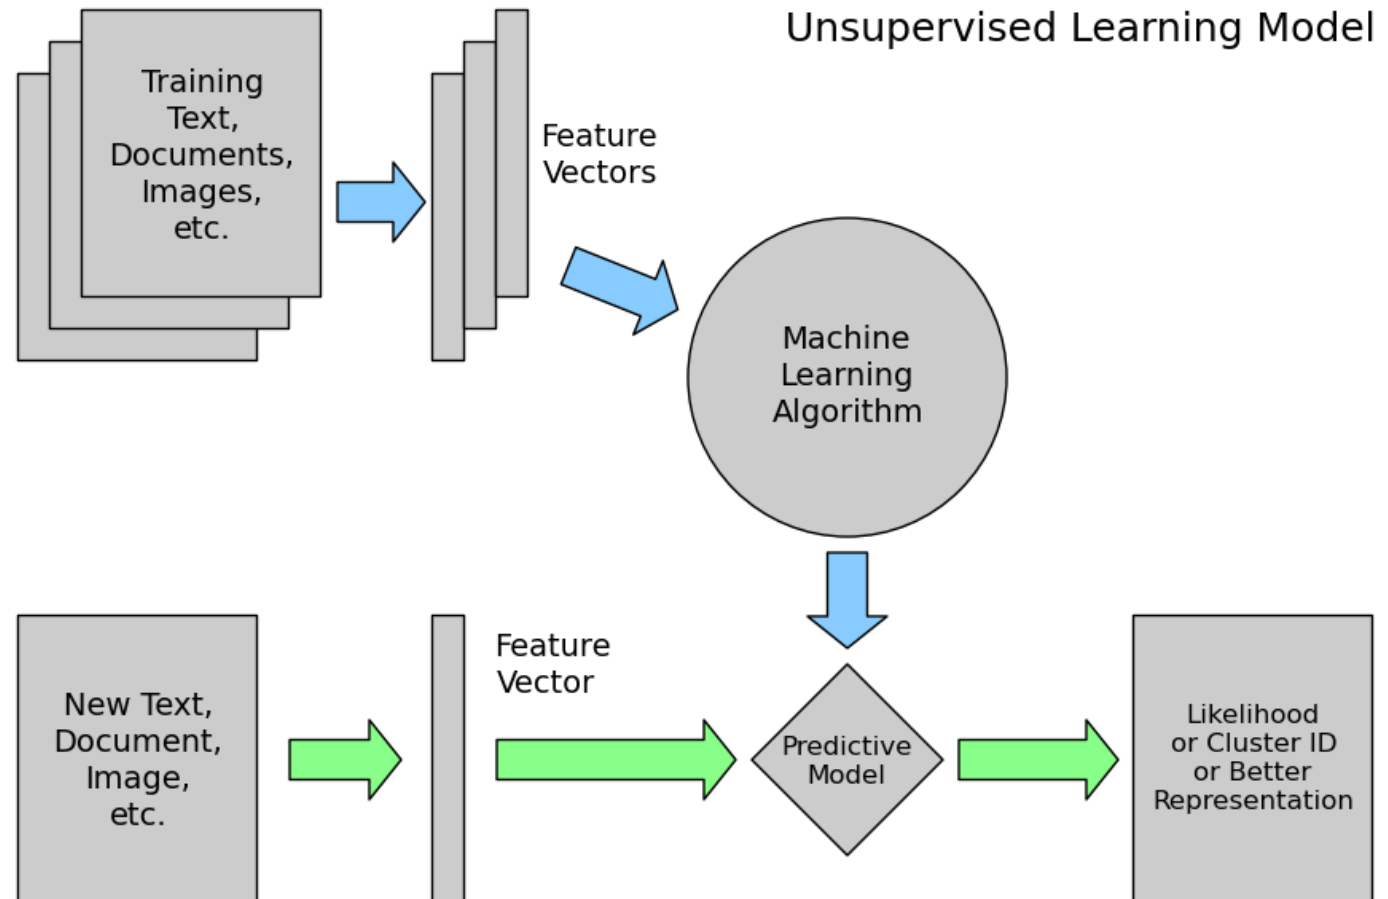 Unsupervised Learning Model
Training
Text,
Documents,
Images,
etc.
Feature
Vectors
Machine
Learning
Algorithm
New Text,
Document,
Image,
etc.
Feature
Vector
Predictive
Model
Likelihood
or Cluster ID
or Better
Representation